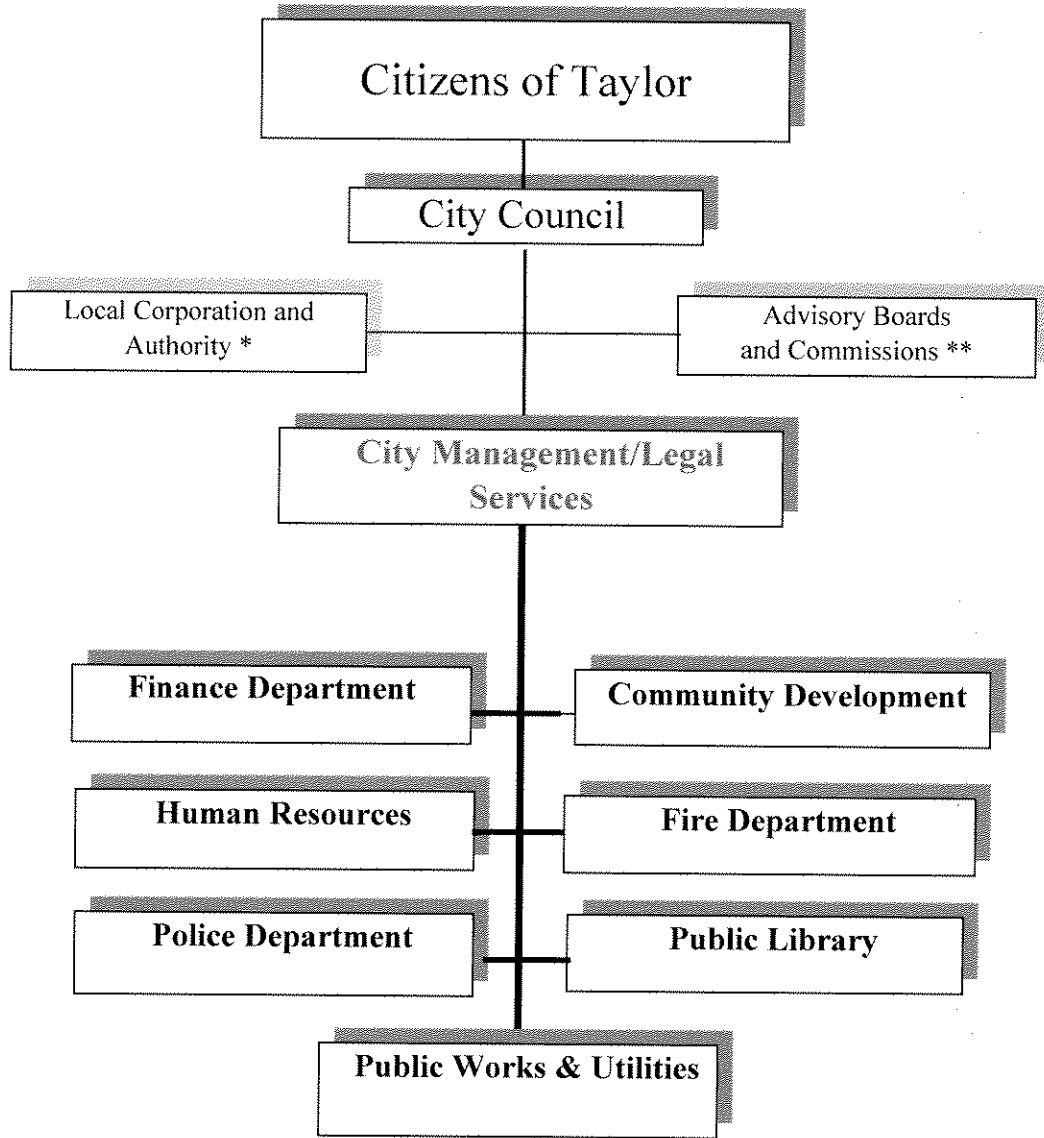 Citizens of Taylor
City Council
Local Corporation and
Authority *
Advisory Boards
and Commissions **
City Management/Legal
Services
Finance Department
Community Development
Human Resources
Fire Department
Police Department
Public Library
Public Works & Utilities